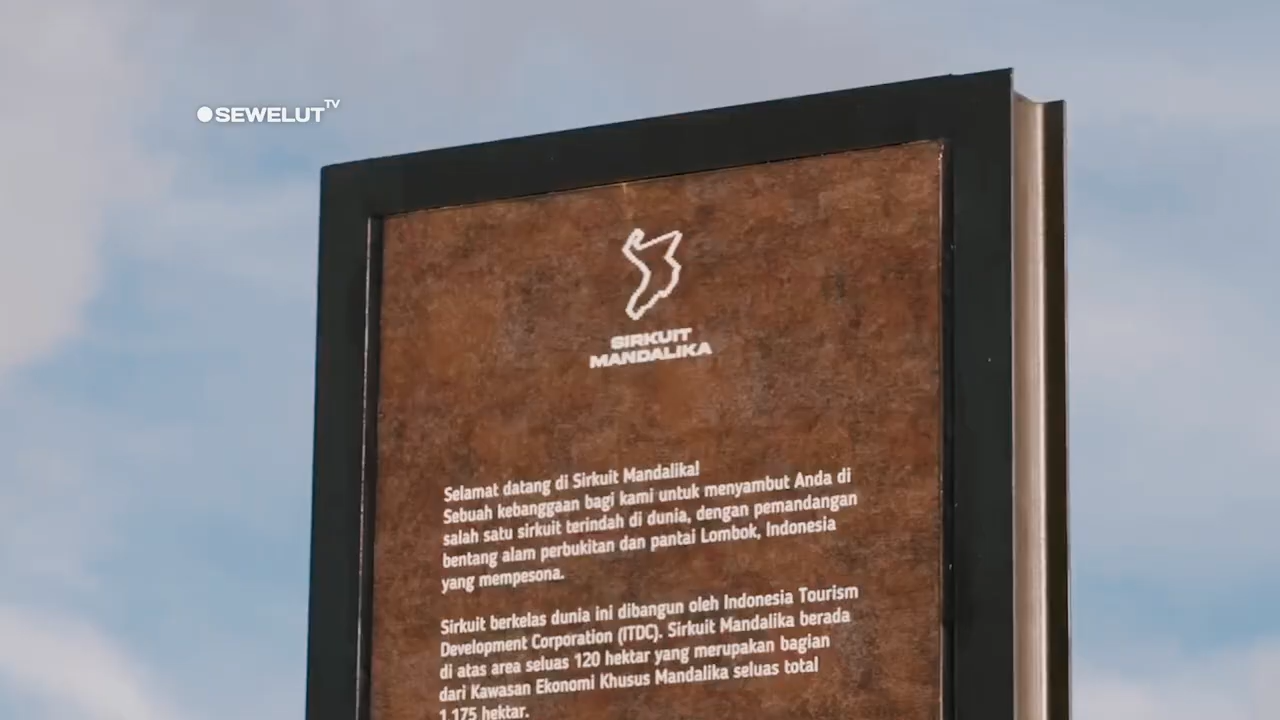 SEWELUT TV
SIRKUIT
MANDALIKA
Selamat datang di Sirkuit Mandalika!
Sebuah kebanggaan bagi kami untuk menyambut Anda di
salah satu sirkuit terindah di dunia, dengan pemandangan
bentang alam perbukitan dan pantai Lombok, Indonesia
yang mempesona.
Sirkuit berkelas dunia ini dibangun oleh Indonesia Tourism
Development Corporation (ITDC). Sirkuit Mandalika berada
di atas area seluas 120 hektar yang merupakan bagian
dari Kawasan Ekonomi Khusus Mandalika seluas total
1.175 hektar.